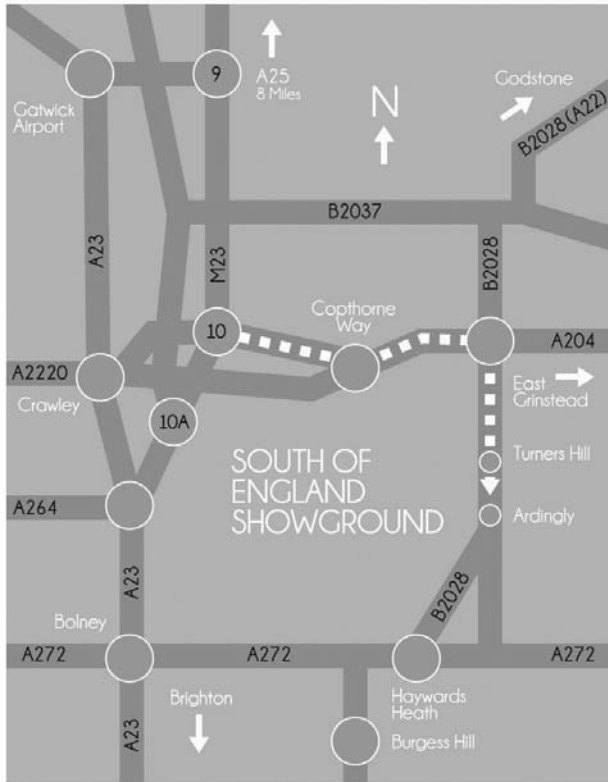 9
A25
8 Miles
Godstone
Gatwick
Airport
N
B2028 (A22)
B2037
A23
M23
B2028
Copthorne
Way
10
A204
A2220
Crawley
East
Grinstead
10A
Turners Hill
SOUTH OF
ENGLAND
SHOWGROUND
A264
Ardingly
A23
B2028
Bolney
A272
A272
A272
Haywards
Heath
Brighton
A23
Burgess Hill